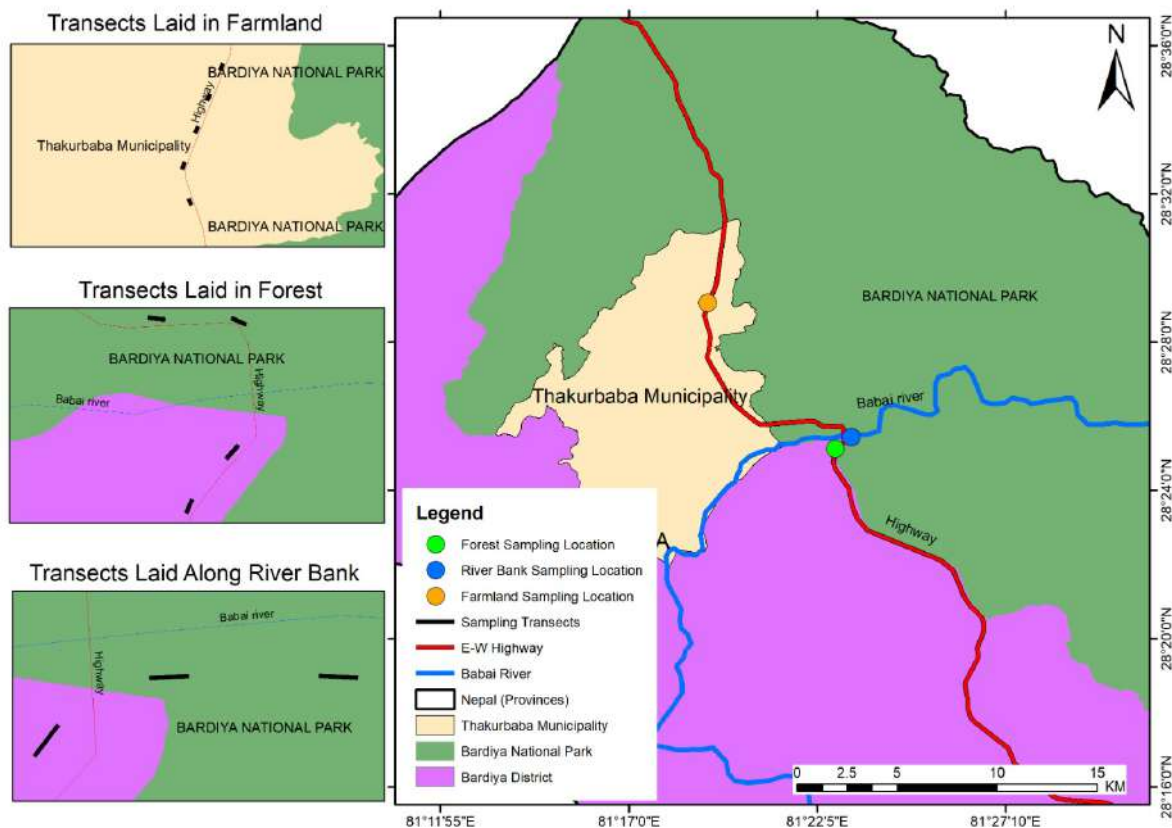 Transects Laid in Farmland
BARDIYA NATIONAL PARK
Highway
Thakurbaba Municipality
BARDIYA NATIONAL PARK
Transects Laid in Forest
BARDIYA NATIONAL PARK
Highway
Babai river
Transects Laid Along River Bank
Babai river
Highway
BARDIYA NATIONAL PARK
N
BARDIYA NATIONAL PARK
Thakurbaba Municipality
Babai river
Highway
A
Legend
Forest Sampling Location
River Bank Sampling Location
Farmland Sampling Location
Sampling Transects
E-W Highway
Babai River
Nepal (Provinces)
Thakurbaba Municipality
Bardiya National Park
Bardiya District
0 2.5 5 10 15
KM
28°36'0"N
28°32'0"N
28°28'0"N
28°24'0"N
28°20'0"N
28°16'0"N
81°11'55"E 81°17'0"E 81°22'5"E 81°27'10"E